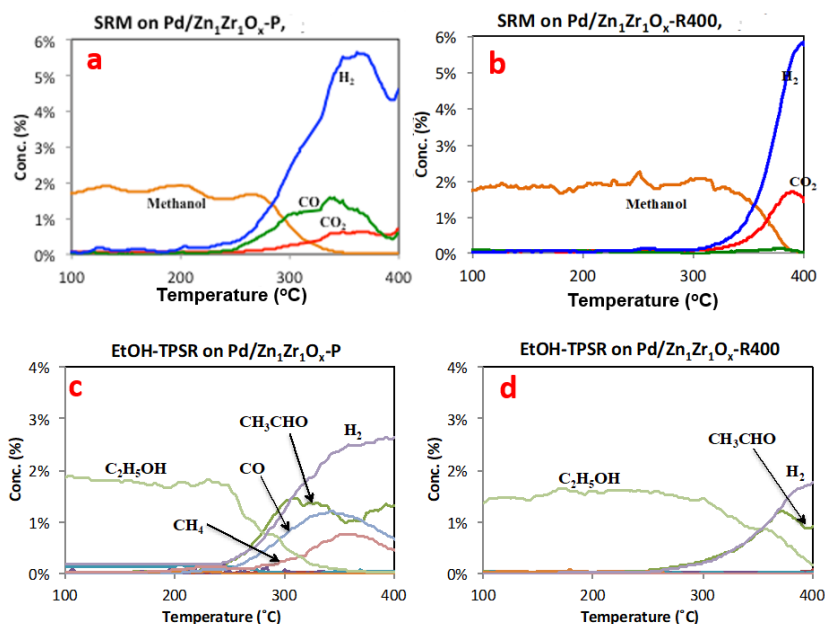 SRM on Pd/Zn₁Zr₁Oₓ-P,
a
6%
5%
4%
3%
2%
1%
0%
Conc. (%)
H₂
Methanol
CO
CO₂
100
200
300
400
Temperature (°C)
SRM on Pd/Zn₁Zr₁Oₓ-R400,
b
6%
5%
4%
3%
2%
1%
0%
Conc. (%)
H₂
CO₂
Methanol
100
200
300
400
Temperature (°C)
EtOH-TPSR on Pd/Zn₁Zr₁Oₓ-P
c
4%
3%
2%
1%
0%
Conc. (%)
CH₃CHO
H₂
C₂H₅OH
CO
CH₄
100
200
300
400
Temperature (˚C)
EtOH-TPSR on Pd/Zn₁Zr₁Oₓ-R400
d
4%
3%
2%
1%
0%
Conc. (%)
CH₃CHO
H₂
C₂H₅OH
100
200
300
400
Temperature (˚C)